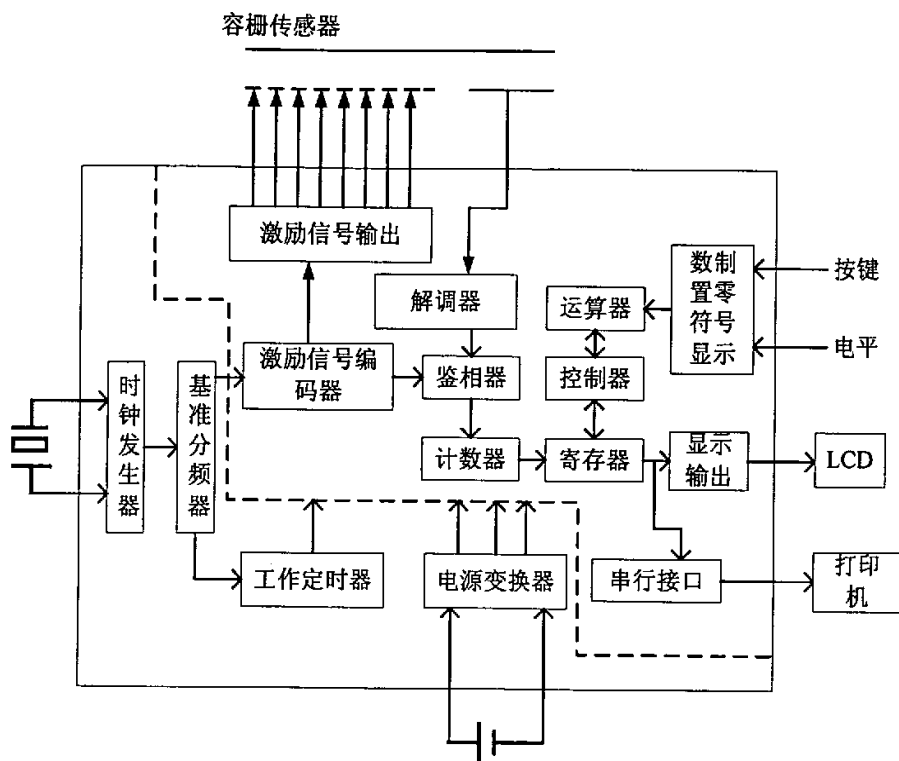 容栅传感器
激励信号输出
解调器
运算器
数制
置零
符号
显示
按键
电平
激励信号编
码器
鉴相器
控制器
时
钟
发
生
器
基
准
分
频
器
计数器
寄存器
显示
输出
LCD
工作定时器
电源变换器
串行接口
打印
机